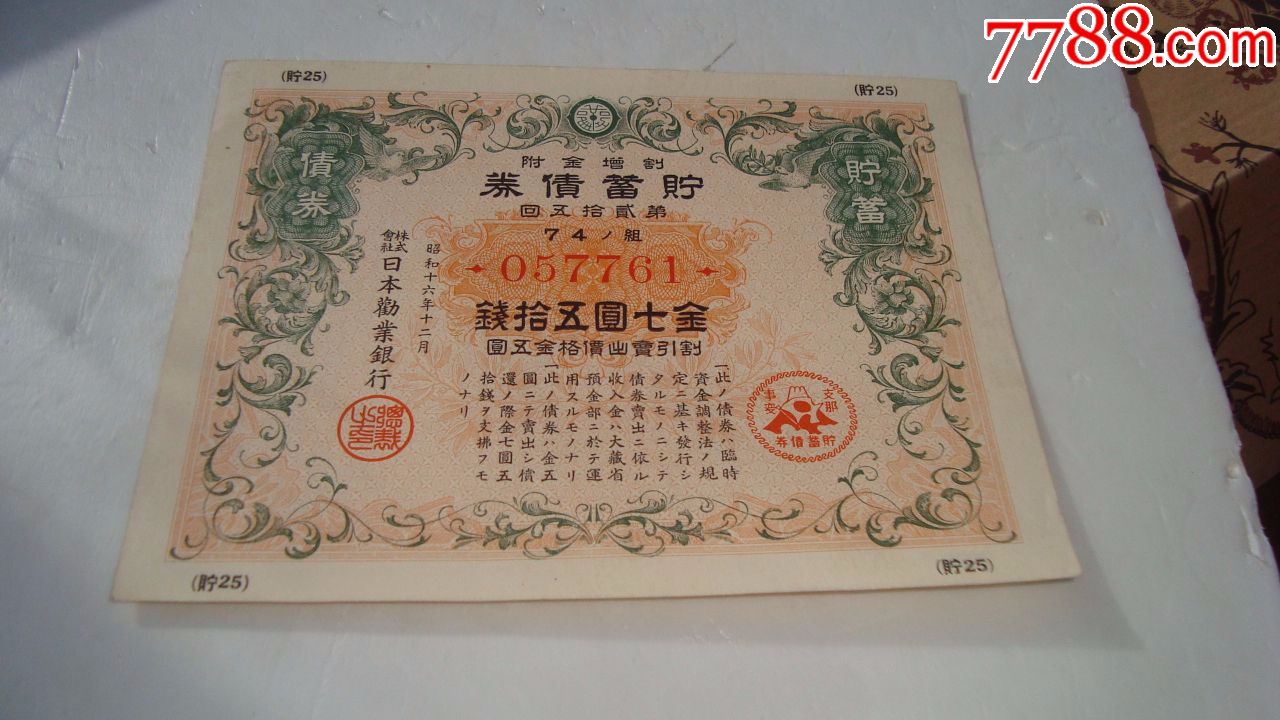 7788.com
(貯25)
(貯25)
貯蓄
債券
割增金附
貯蓄債券
第貳拾五回
74ノ組
057761
金七圓五拾錢
割引賣出價格金五圓
一此ノ債券ハ臨時
資金調整法ノ規
定ニ基キ發行シ
タルモノニシテ
債券賣出ニ依ル
收入金ハ大藏省
預金部ニ於テ運
用スルモノナリ
一此ノ債券ハ金五
圓ニテ賣出シ償
還ノ際金七圓五
拾錢ヲ支拂フモ
ノナリ
昭和十六年十二月
株式會社日本勸業銀行
總裁之印
支那事變
貯蓄債券
(貯25)
(貯25)